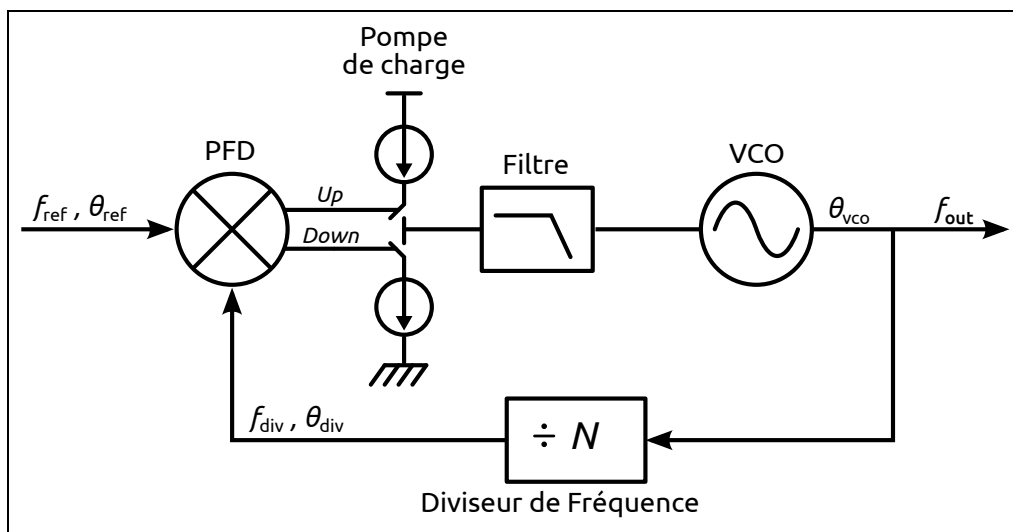 Pompe
de charge
PFD
Filtre
VCO
Up
f_ref , θ_ref
θ_vco
f_out
Down
f_div , θ_div
÷ N
Diviseur de Fréquence